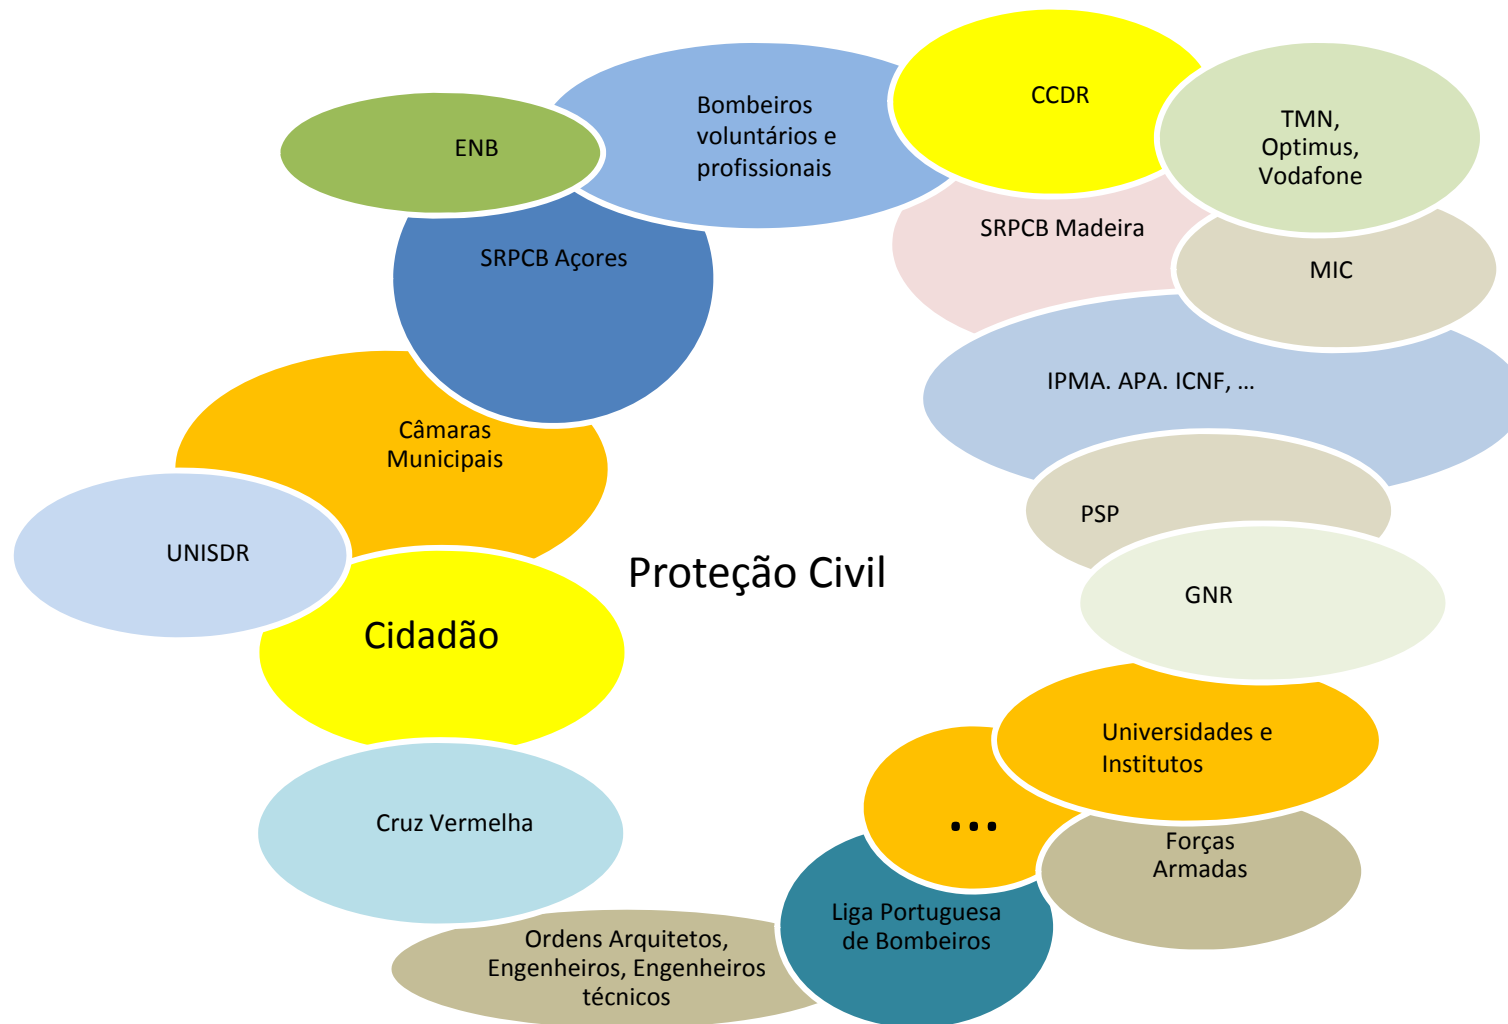 CCDR
Bombeiros
voluntários e
profissionais
TMN,
Optimus,
Vodafone
ENB
SRPCB Madeira
SRPCB Açores
MIC
IPMA. APA. ICNF, ...
Câmaras
Municipais
PSP
UNISDR
Proteção Civil
GNR
Cidadão
Universidades e
Institutos
Cruz Vermelha
...
Forças
Armadas
Liga Portuguesa
de Bombeiros
Ordens Arquitetos,
Engenheiros, Engenheiros
técnicos